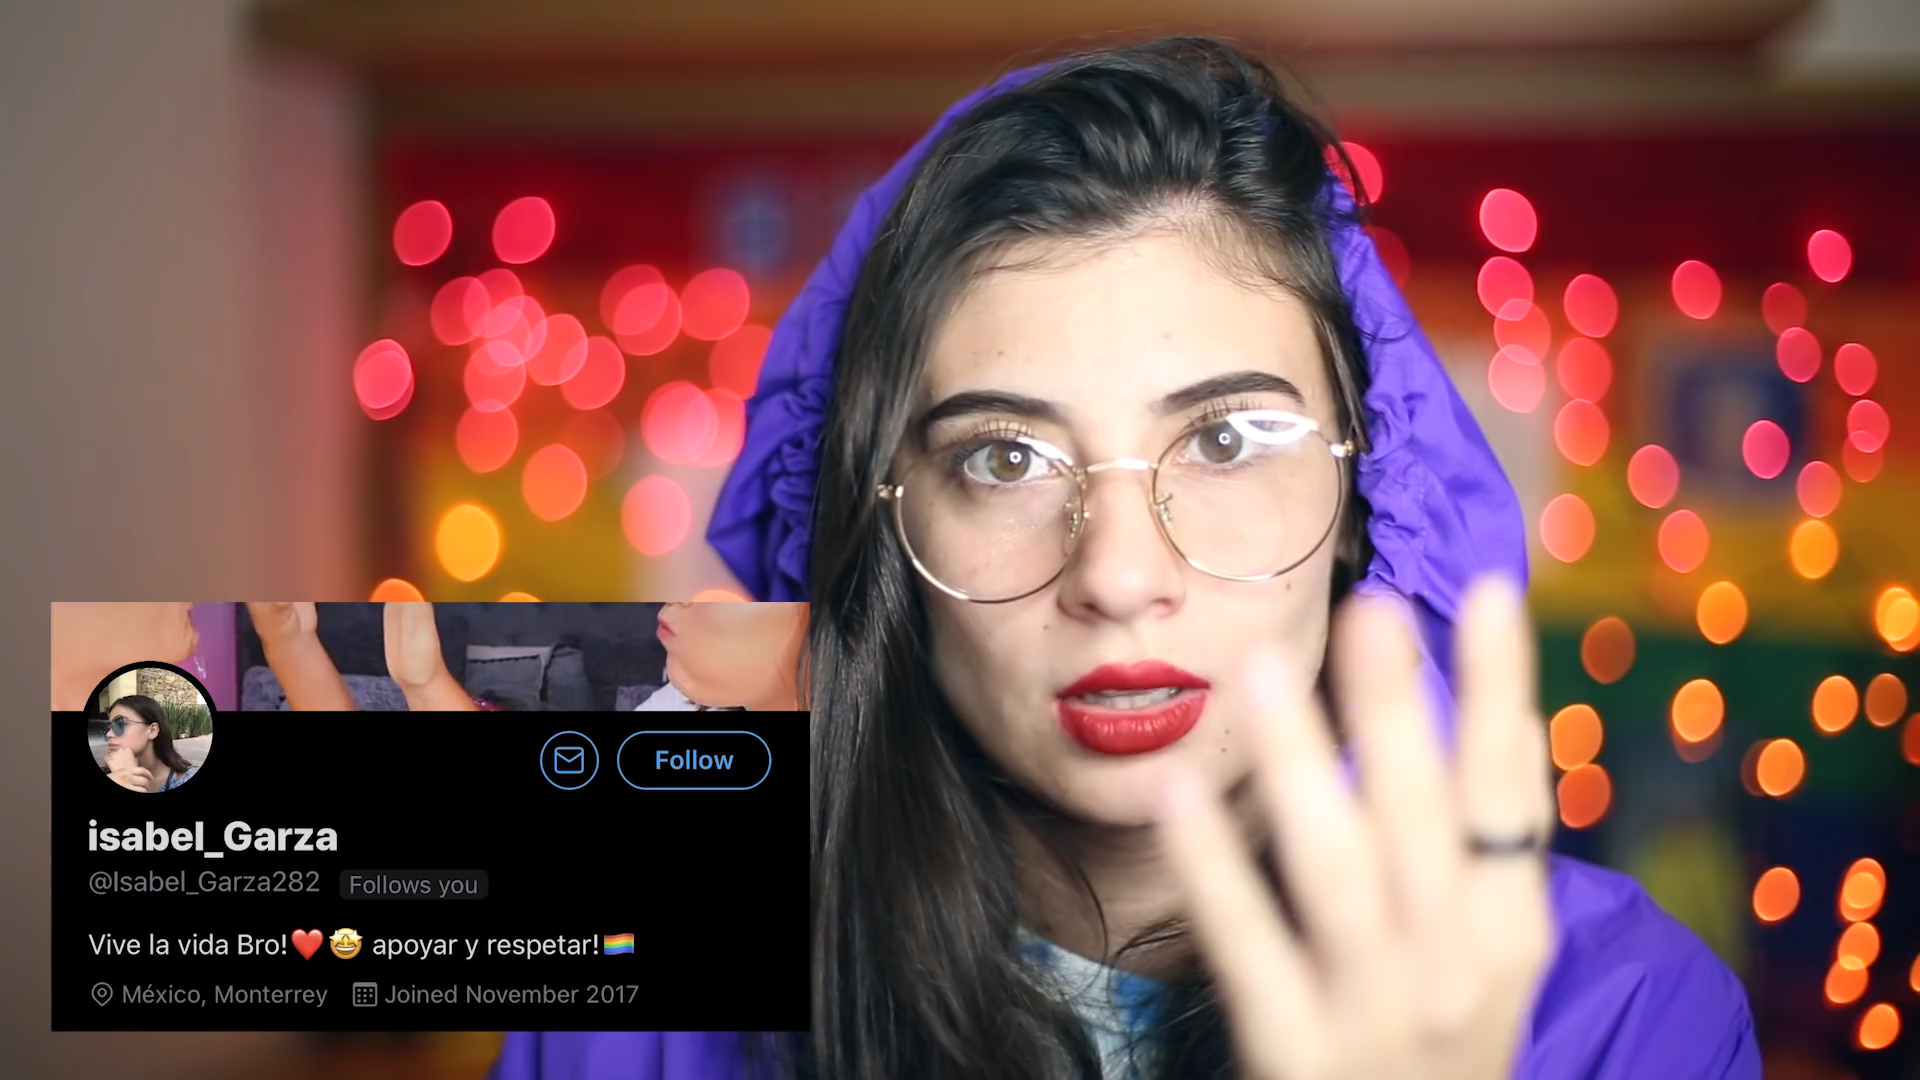 Follow
isabel_Garza
@Isabel_Garza282 Follows you
Vive la vida Bro!❤️🤩 apoyar y respetar!🏳️‍🌈
México, Monterrey Joined November 2017